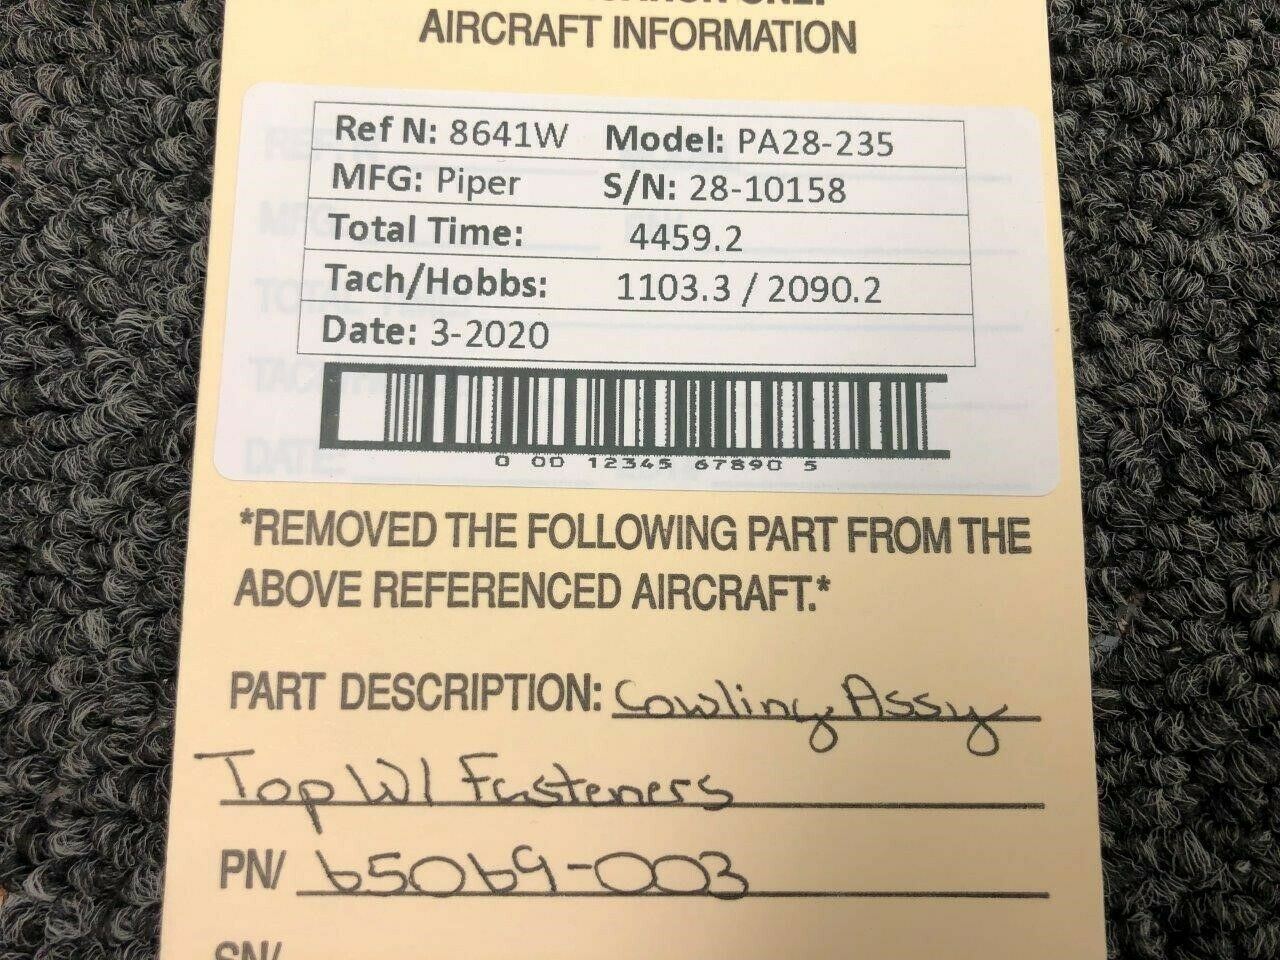 AIRCRAFT INFORMATION
Ref N: 8641W Model: PA28-235
MFG: Piper S/N: 28-10158
Total Time: 4459.2
Tach/Hobbs: 1103.3 / 2090.2
Date: 3-2020
0 00 12345 67890 5
*REMOVED THE FOLLOWING PART FROM THE
ABOVE REFERENCED AIRCRAFT.*
PART DESCRIPTION: Cowling Assy
Top W/ Fasteners
PN/ 65069-003
SN/